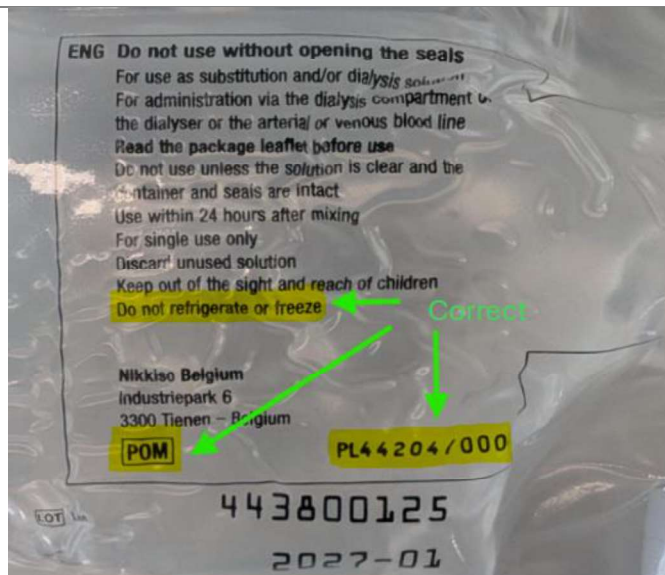 ENG Do not use without opening the seals
For use as substitution and/or dialysis
For administration via the dialysis compartment
the dialyser or the arterial or venous blood line
Read the package leaflet before use
Do not use unless the solution is clear and the
container and seals are intact
Use within 24 hours after mixing
For single use only
Discard unused solution
Keep out of the sight and reach of children
Do not refrigerate or freeze
Correct
Nikkiso Belgium
Industriepark 6
3300 Tienen – Belgium
POM PL44204/000
LOT 443800125
2027-01